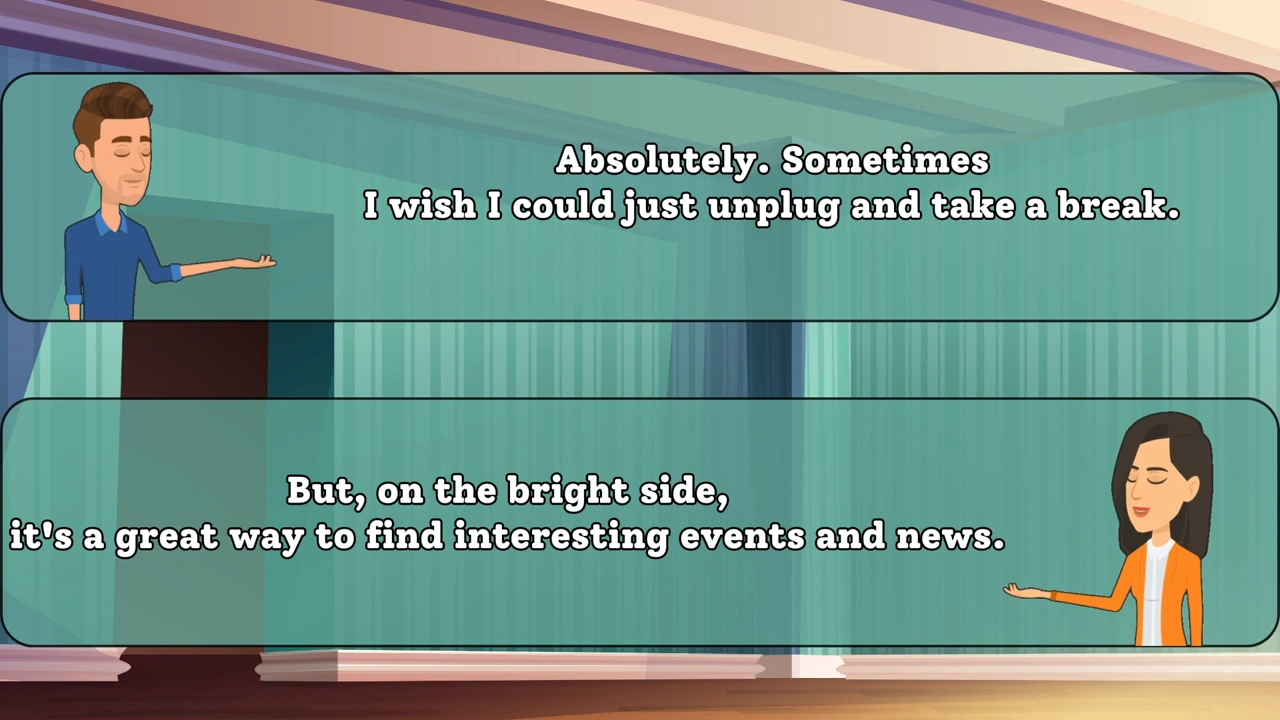 Absolutely. Sometimes
I wish I could just unplug and take a break.
But, on the bright side,
it's a great way to find interesting events and news.